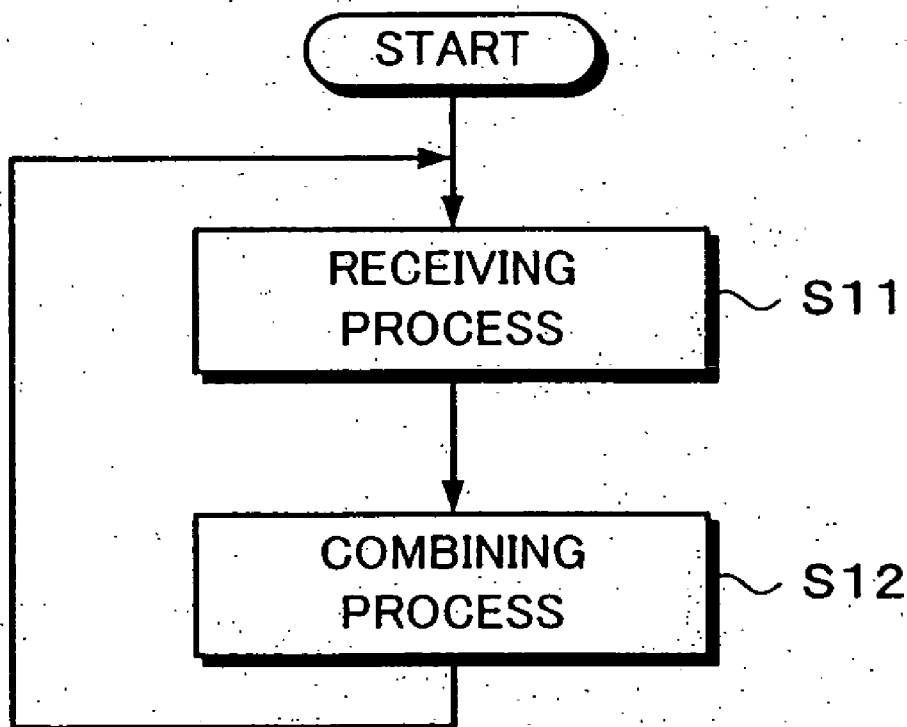 START
RECEIVING
PROCESS
S11
COMBINING
PROCESS
S12